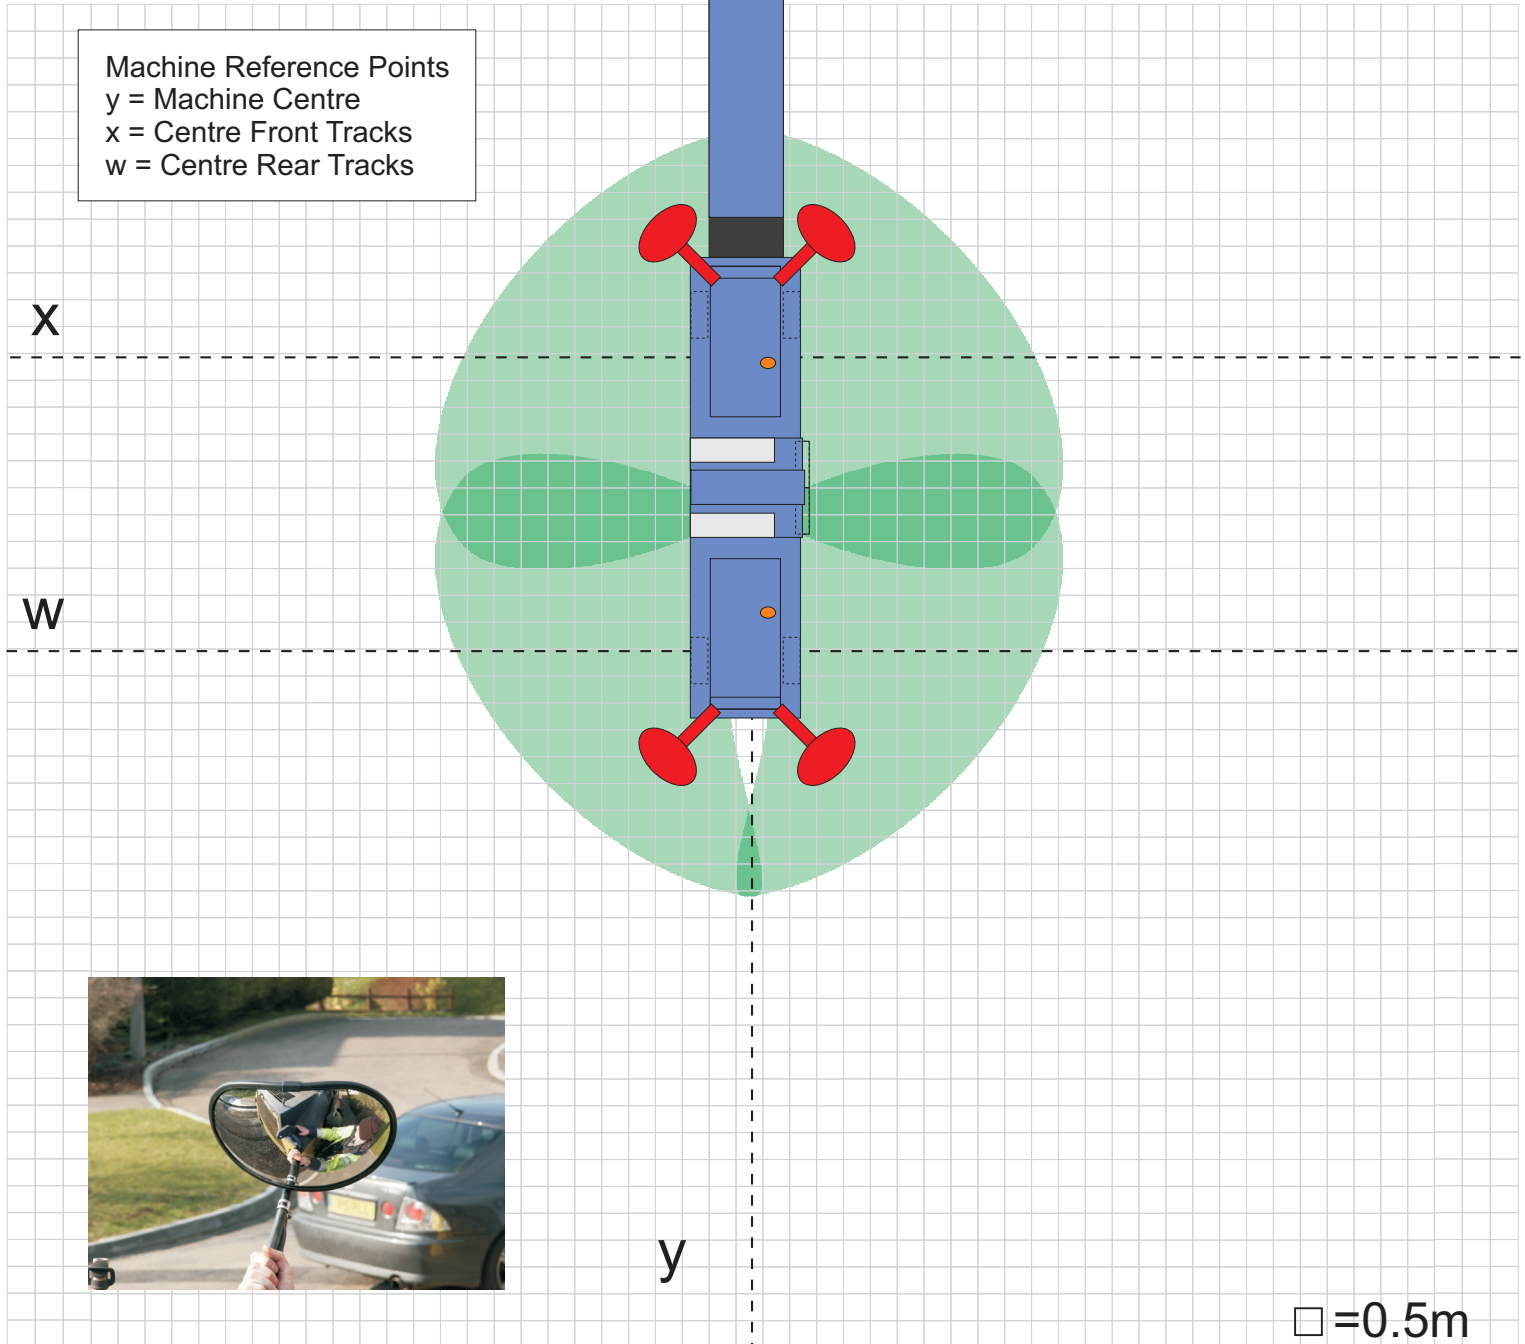 Machine Reference Points
y = Machine Centre
x = Centre Front Tracks
w = Centre Rear Tracks
x
w
y
□ =0.5m